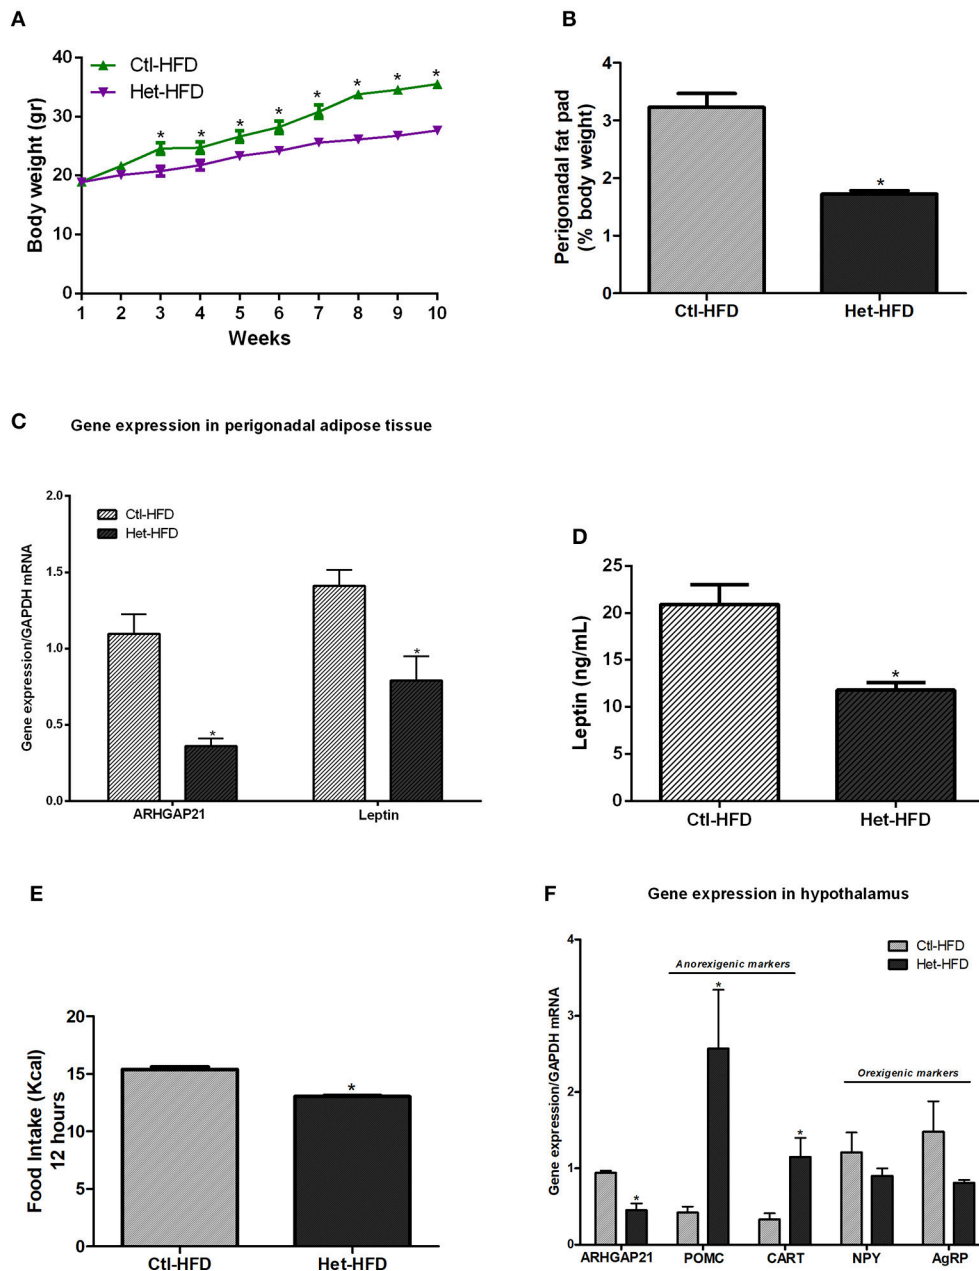 A
40
30
20
10
0
Body weight (gr)
Ctl-HFD
Het-HFD
* * * * * * * *
1 2 3 4 5 6 7 8 9 10
Weeks
B
4
3
2
1
0
Perigonadal fat pad
(% body weight)
*
Ctl-HFD Het-HFD
C
Gene expression in perigonadal adipose tissue
2.0
1.5
1.0
0.5
0.0
Gene expression/GAPDH mRNA
Ctl-HFD
Het-HFD
* *
ARHGAP21 Leptin
D
25
20
15
10
5
0
Leptin (ng/mL)
*
Ctl-HFD Het-HFD
E
20
15
10
5
0
Food Intake (Kcal)
12 hours
*
Ctl-HFD Het-HFD
F
Gene expression in hypothalamus
4
3
2
1
0
Gene expression/GAPDH mRNA
Ctl-HFD
Het-HFD
Anorexigenic markers
Orexigenic markers
* * *
ARHGAP21 POMC CART NPY AgRP